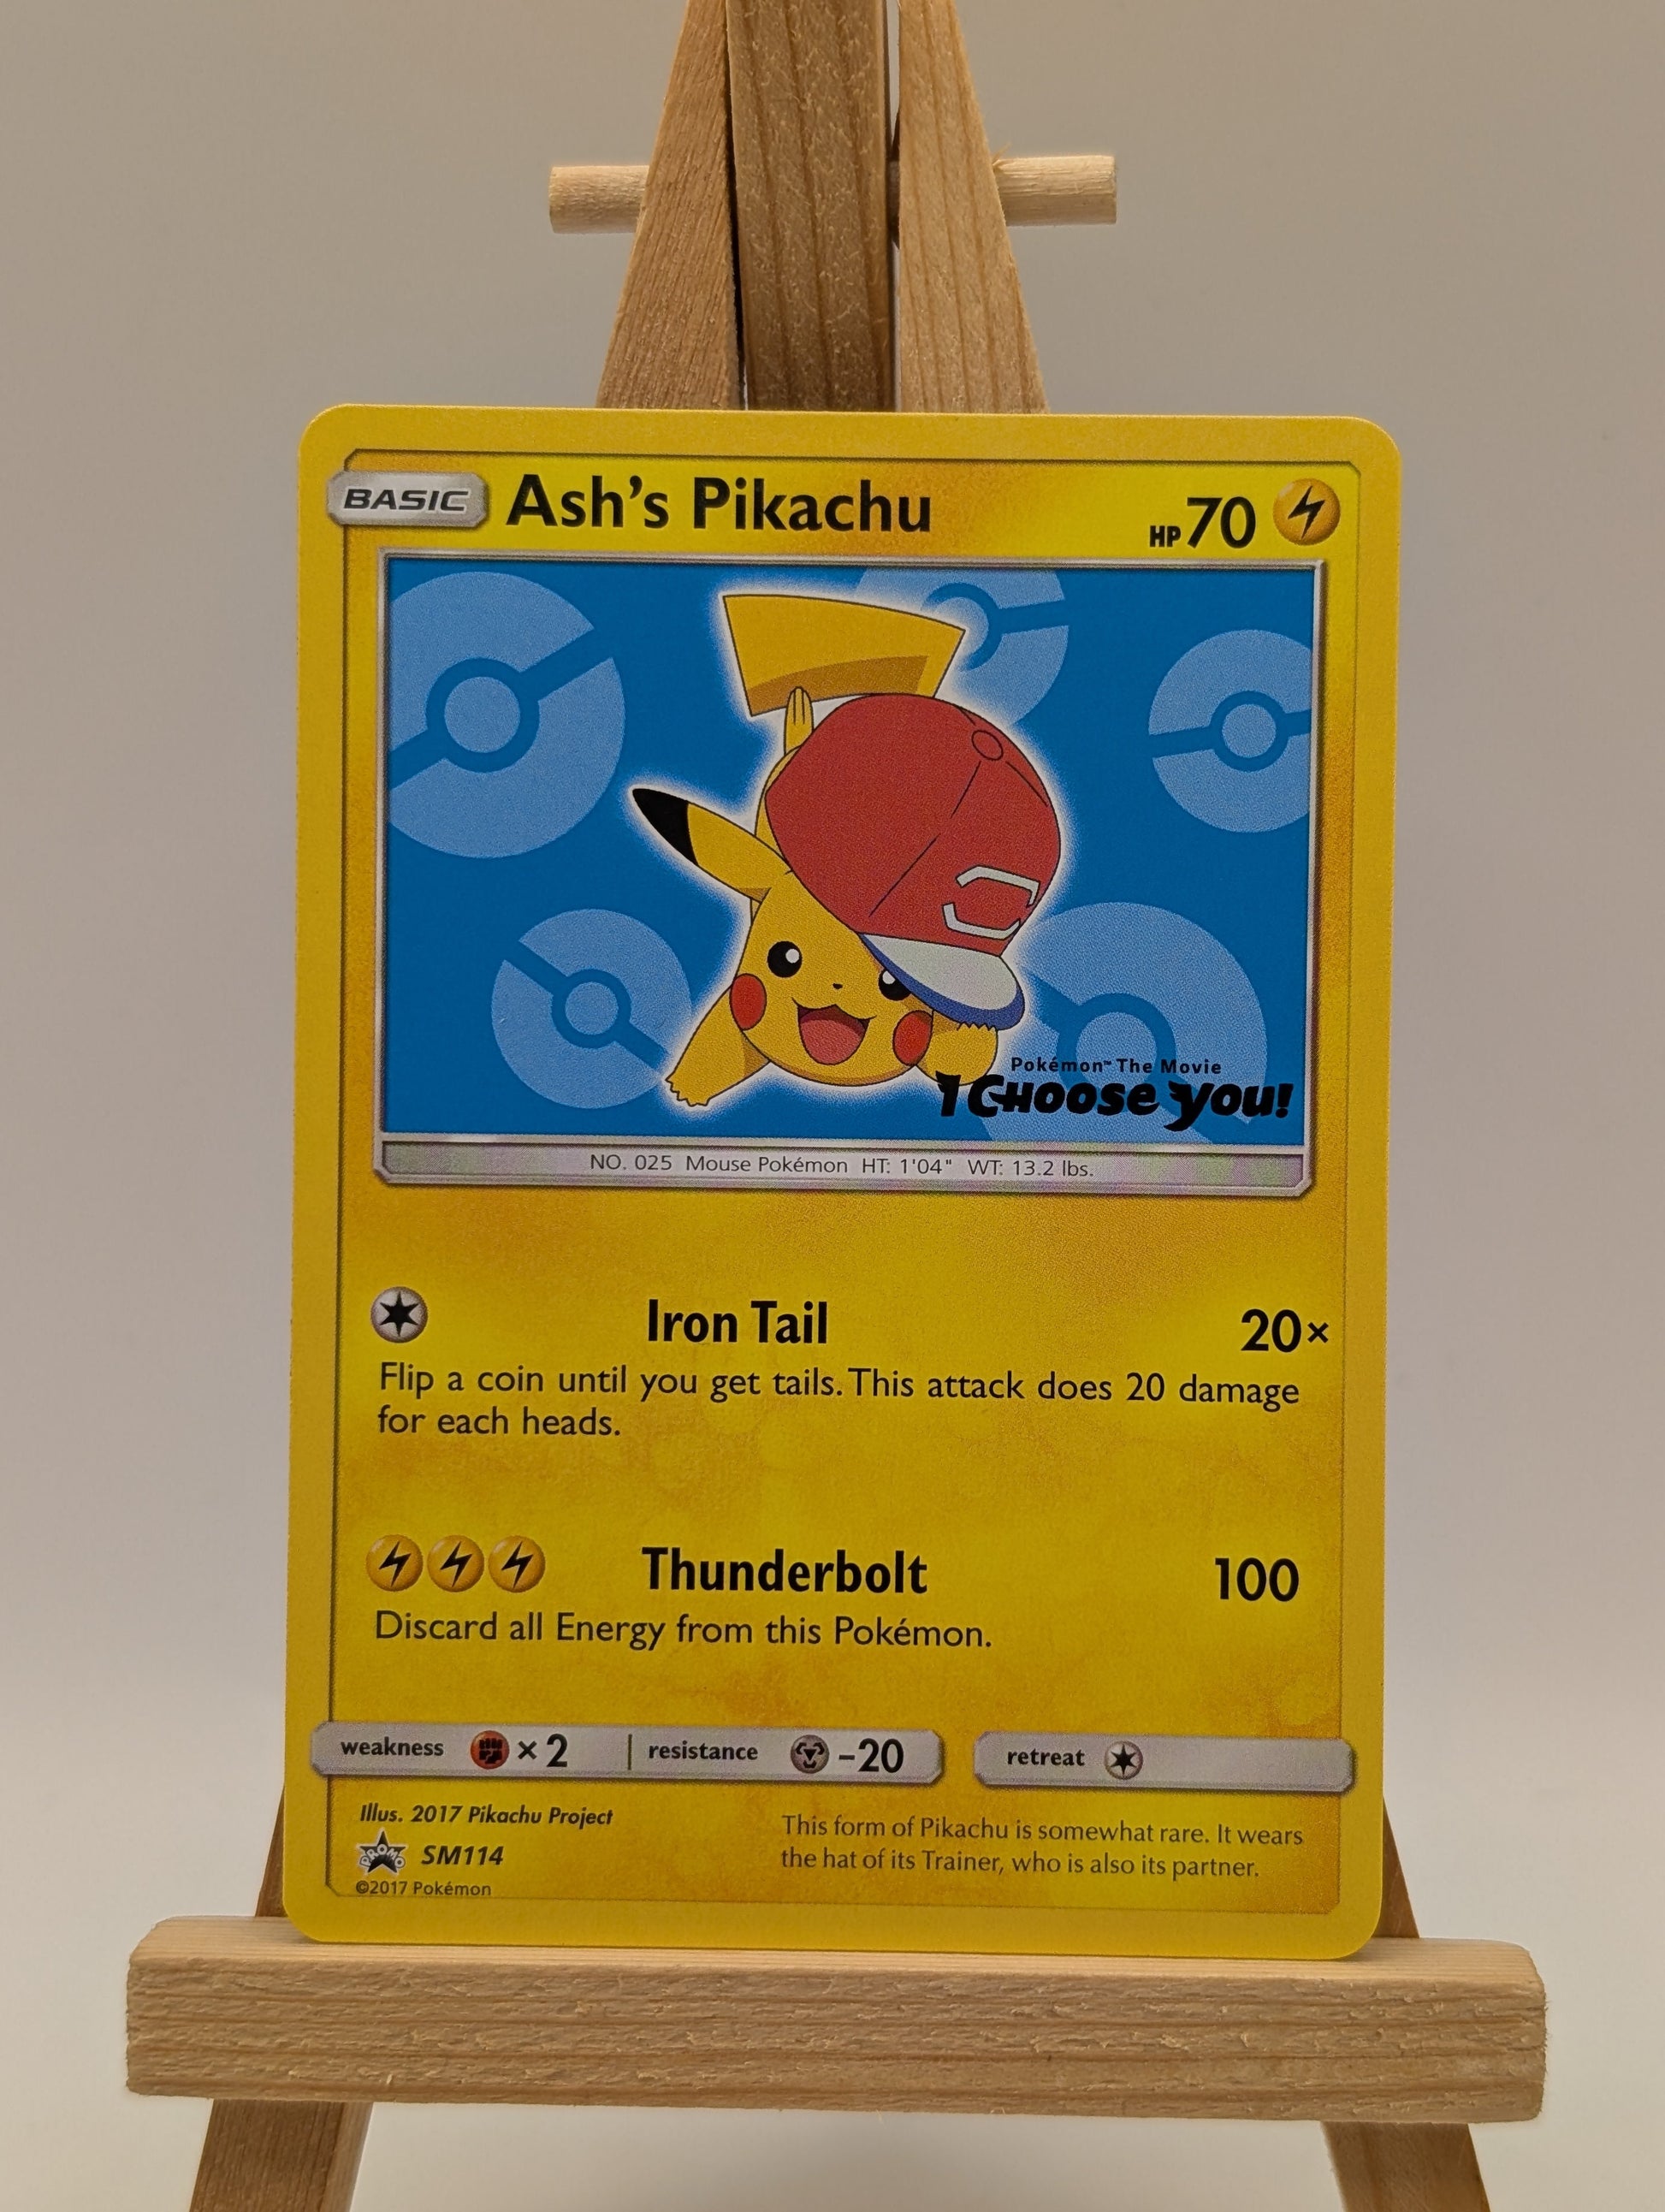 BASIC Ash's Pikachu HP 70
Pokémon™ The Movie
I Choose You!
NO. 025 Mouse Pokémon HT: 1'04" WT: 13.2 lbs.
Iron Tail 20×
Flip a coin until you get tails. This attack does 20 damage
for each heads.
Thunderbolt 100
Discard all Energy from this Pokémon.
weakness × 2 | resistance -20 retreat
Illus. 2017 Pikachu Project
PROMO SM114
©2017 Pokémon
This form of Pikachu is somewhat rare. It wears
the hat of its Trainer, who is also its partner.